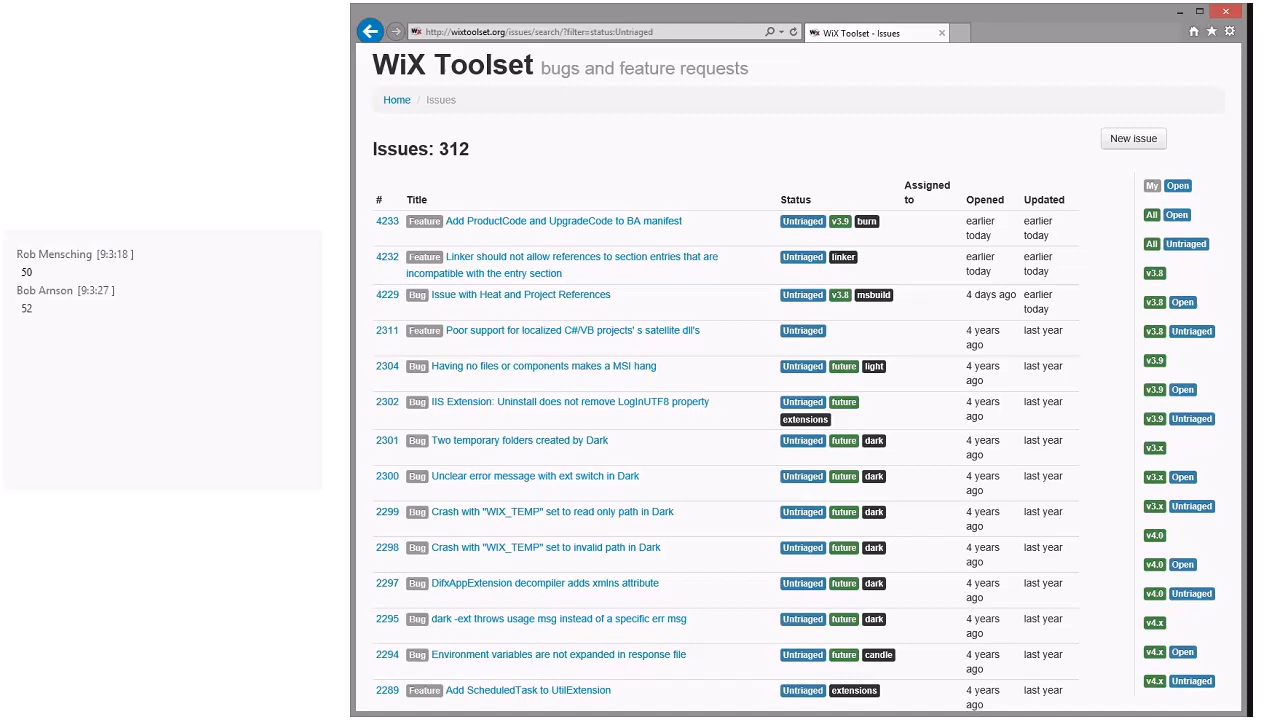 Rob Mensching [9:3:18 ]
50
Bob Arnson [9:3:27 ]
52
http://wixtoolset.org/issues/search/?filter=status:Untriaged
WiX Toolset - Issues
WiX Toolset bugs and feature requests
Home / Issues
New issue
Issues: 312
# Title Status Assigned to Opened Updated
4233 Feature Add ProductCode and UpgradeCode to BA manifest Untriaged v3.9 burn earlier today earlier today
4232 Feature Linker should not allow references to section entries that are
incompatible with the entry section Untriaged linker earlier today earlier today
4229 Bug Issue with Heat and Project References Untriaged v3.8 msbuild 4 days ago earlier today
2311 Feature Poor support for localized C#/VB projects' s satellite dll's Untriaged 4 years ago last year
2304 Bug Having no files or components makes a MSI hang Untriaged future light 4 years ago last year
2302 Bug IIS Extension: Uninstall does not remove LogInUTF8 property Untriaged future extensions 4 years ago last year
2301 Bug Two temporary folders created by Dark Untriaged future dark 4 years ago last year
2300 Bug Unclear error message with ext switch in Dark Untriaged future dark 4 years ago last year
2299 Bug Crash with "WIX_TEMP" set to read only path in Dark Untriaged future dark 4 years ago last year
2298 Bug Crash with "WIX_TEMP" set to invalid path in Dark Untriaged future dark 4 years ago last year
2297 Bug DifxAppExtension decompiler adds xmlns attribute Untriaged future dark 4 years ago last year
2295 Bug dark -ext throws usage msg instead of a specific err msg Untriaged future dark 4 years ago last year
2294 Bug Environment variables are not expanded in response file Untriaged future candle 4 years ago last year
2289 Feature Add ScheduledTask to UtilExtension Untriaged extensions 4 years ago last year
My Open
All Open
All Untriaged
v3.8
v3.8 Open
v3.8 Untriaged
v3.9
v3.9 Open
v3.9 Untriaged
v3.x
v3.x Open
v3.x Untriaged
v4.0
v4.0 Open
v4.0 Untriaged
v4.x
v4.x Open
v4.x Untriaged